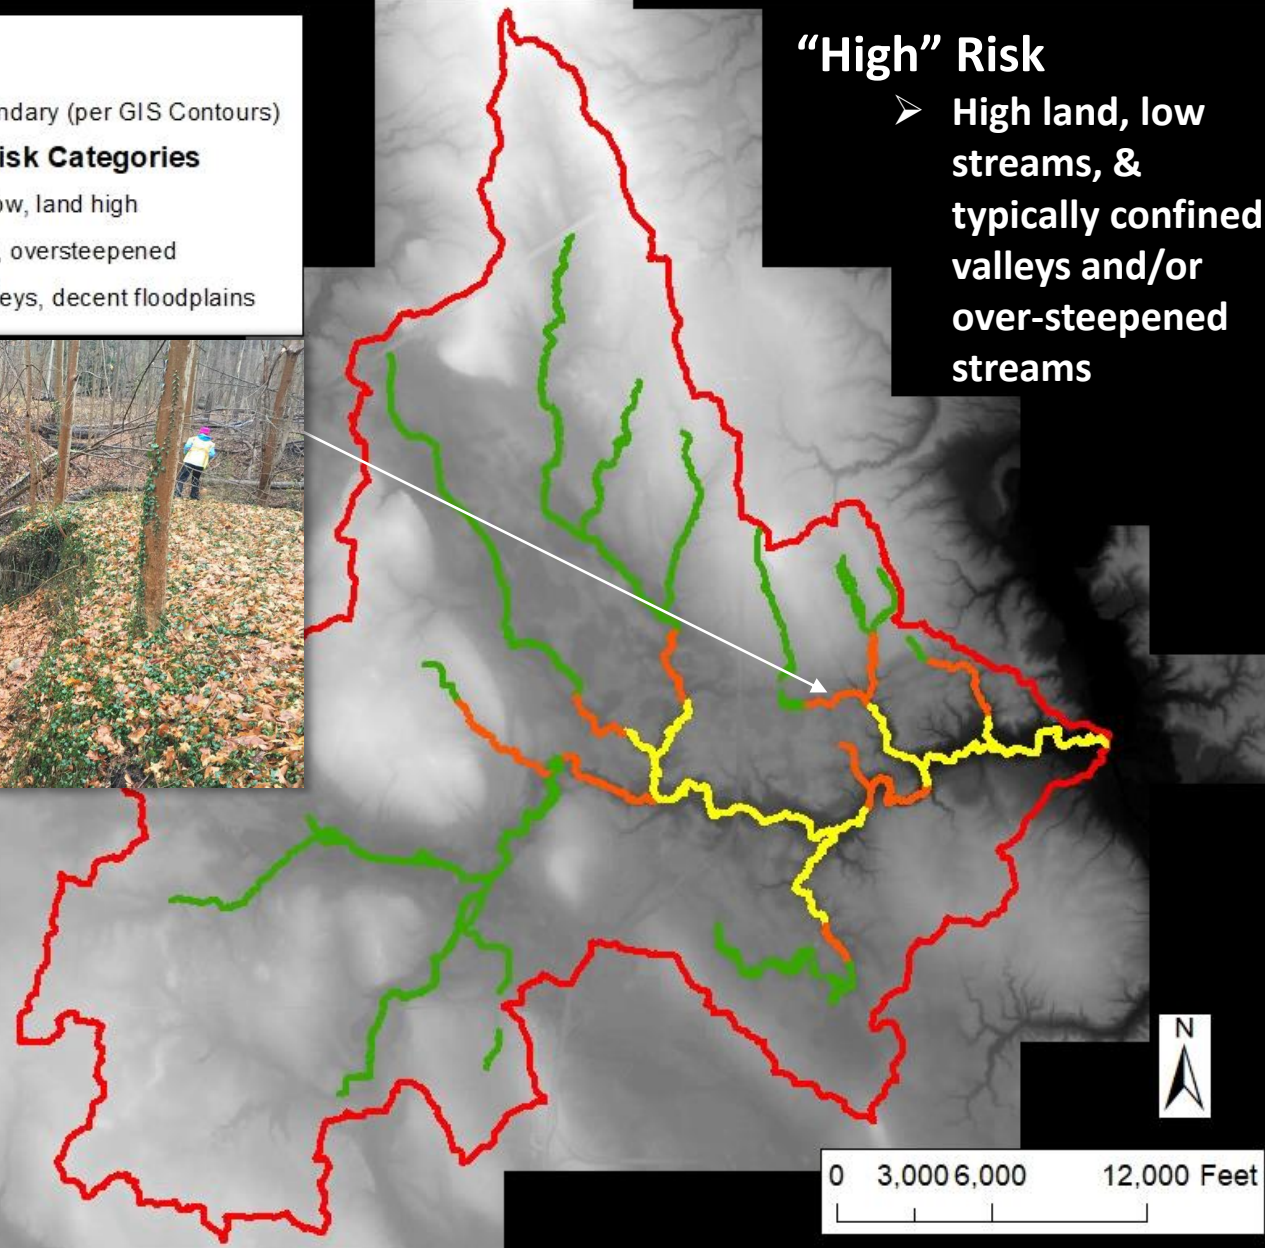 ndary (per GIS Contours)
isk Categories
ow, land high
, oversteepened
eys, decent floodplains
“High” Risk
➢ High land, low
streams, &
typically confined
valleys and/or
over-steepened
streams
N
0 3,000 6,000 12,000 Feet